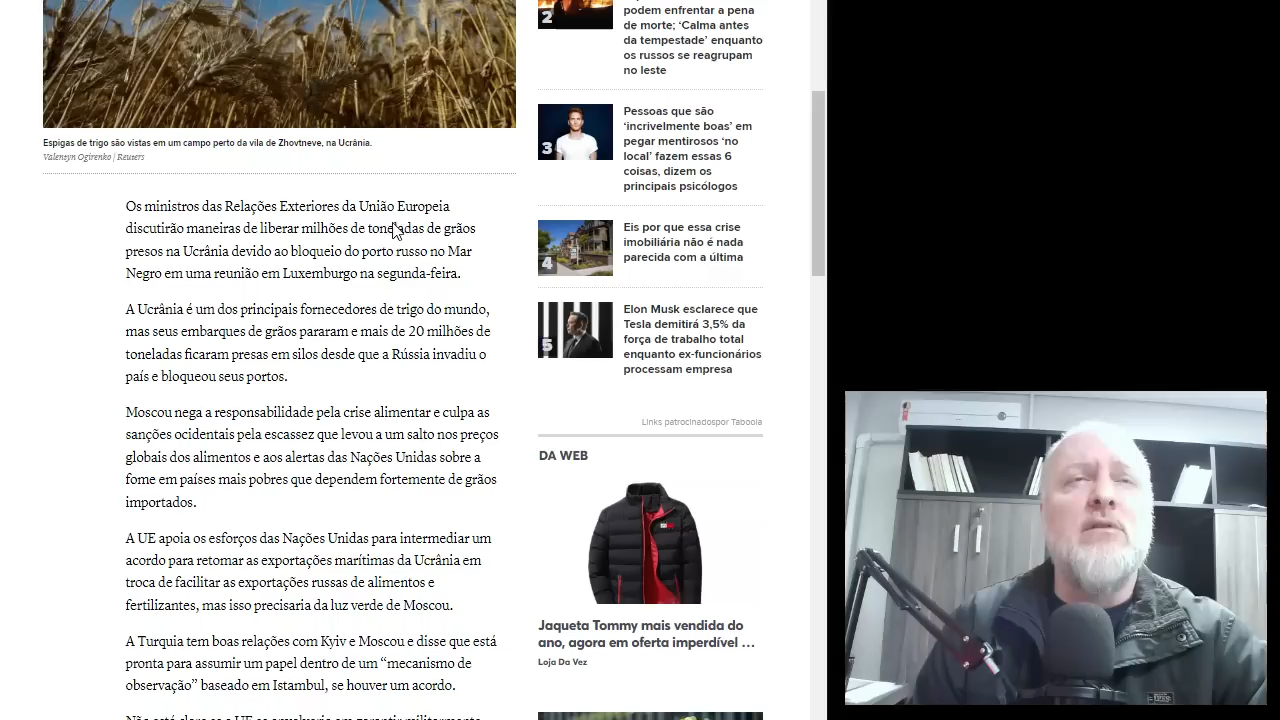 Espigas de trigo são vistas em um campo perto da vila de Zhovtneve, na Ucrânia.
Valentyn Ogirenko | Reuters
Os ministros das Relações Exteriores da União Europeia
discutirão maneiras de liberar milhões de toneladas de grãos
presos na Ucrânia devido ao bloqueio do porto russo no Mar
Negro em uma reunião em Luxemburgo na segunda-feira.
A Ucrânia é um dos principais fornecedores de trigo do mundo,
mas seus embarques de grãos pararam e mais de 20 milhões de
toneladas ficaram presas em silos desde que a Rússia invadiu o
país e bloqueou seus portos.
Moscou nega a responsabilidade pela crise alimentar e culpa as
sanções ocidentais pela escassez que levou a um salto nos preços
globais dos alimentos e aos alertas das Nações Unidas sobre a
fome em países mais pobres que dependem fortemente de grãos
importados.
A UE apoia os esforços das Nações Unidas para intermediar um
acordo para retomar as exportações marítimas da Ucrânia em
troca de facilitar as exportações russas de alimentos e
fertilizantes, mas isso precisaria da luz verde de Moscou.
A Turquia tem boas relações com Kyiv e Moscou e disse que está
pronta para assumir um papel dentro de um “mecanismo de
observação” baseado em Istambul, se houver um acordo.
2
podem enfrentar a pena
de morte; ‘Calma antes
da tempestade’ enquanto
os russos se reagrupam
no leste
3
Pessoas que são
‘incrivelmente boas’ em
pegar mentirosos ‘no
local’ fazem essas 6
coisas, dizem os
principais psicólogos
4
Eis por que essa crise
imobiliária não é nada
parecida com a última
5
Elon Musk esclarece que
Tesla demitirá 3,5% da
força de trabalho total
enquanto ex-funcionários
processam empresa
Links patrocinadospor Taboola
DA WEB
Jaqueta Tommy mais vendida do
ano, agora em oferta imperdível …
Loja Da Vez